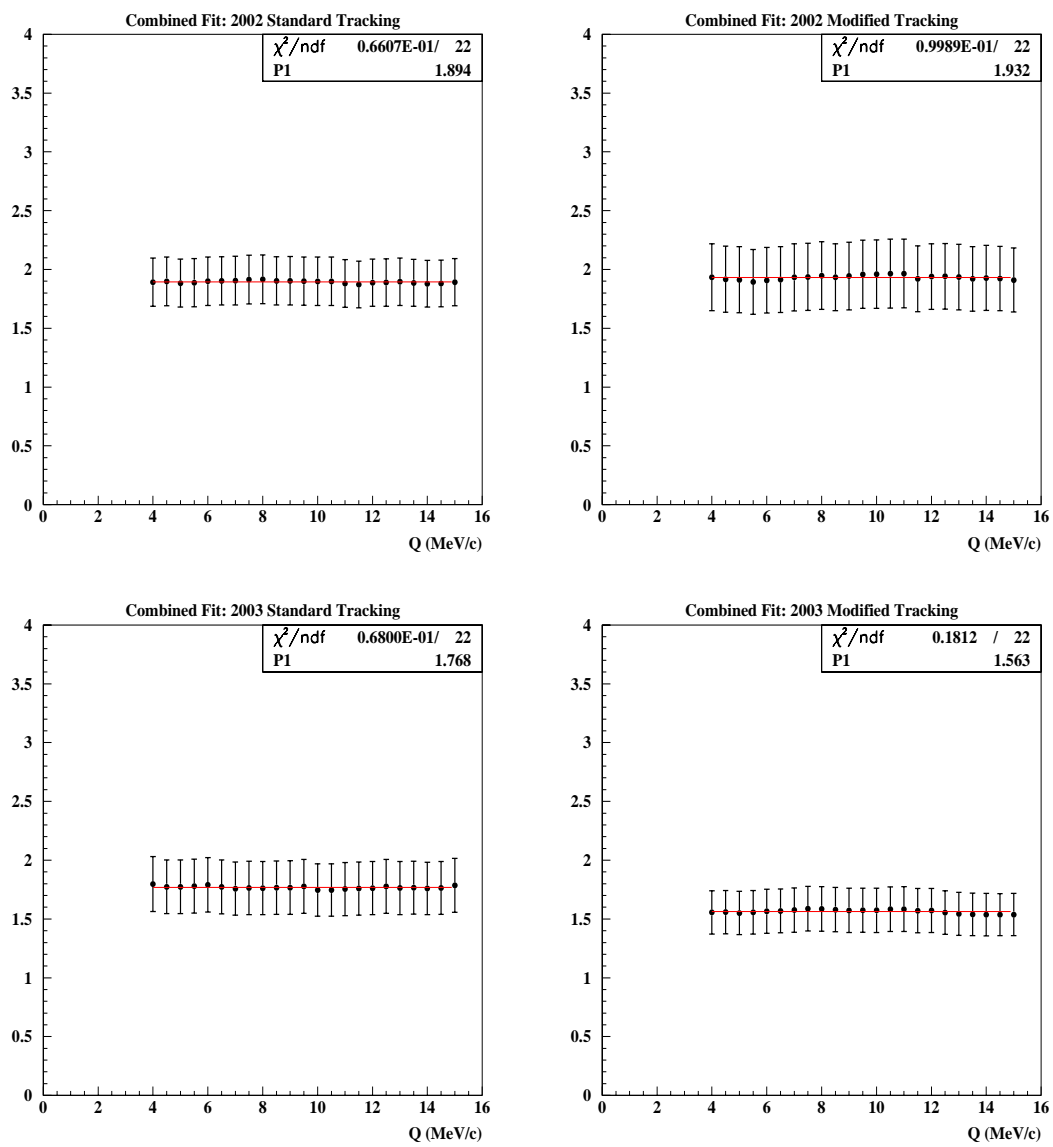 Combined Fit: 2002 Standard Tracking
χ²/ndf 0.6607E-01/ 22
P1 1.894
4
3.5
3
2.5
2
1.5
1
0.5
0
0 2 4 6 8 10 12 14 16
Q (MeV/c)
Combined Fit: 2002 Modified Tracking
χ²/ndf 0.9989E-01/ 22
P1 1.932
4
3.5
3
2.5
2
1.5
1
0.5
0
0 2 4 6 8 10 12 14 16
Q (MeV/c)
Combined Fit: 2003 Standard Tracking
χ²/ndf 0.6800E-01/ 22
P1 1.768
4
3.5
3
2.5
2
1.5
1
0.5
0
0 2 4 6 8 10 12 14 16
Q (MeV/c)
Combined Fit: 2003 Modified Tracking
χ²/ndf 0.1812 / 22
P1 1.563
4
3.5
3
2.5
2
1.5
1
0.5
0
0 2 4 6 8 10 12 14 16
Q (MeV/c)